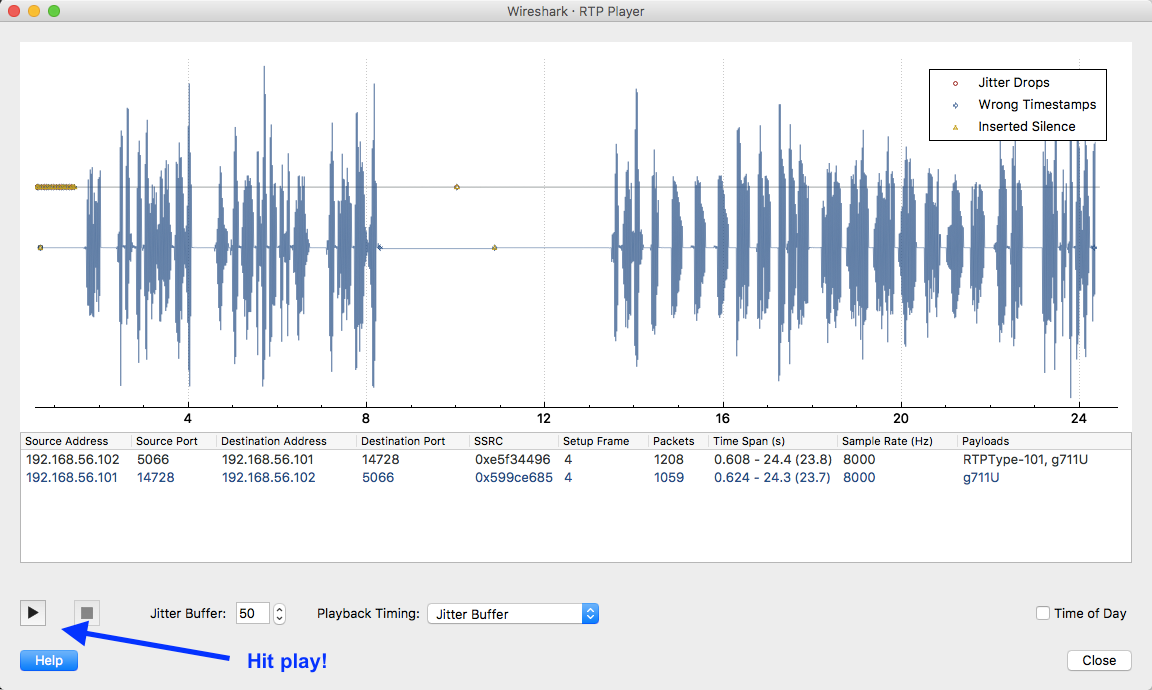 Wireshark · RTP Player
Jitter Drops
Wrong Timestamps
Inserted Silence
4 8 12 16 20 24
Source Address Source Port Destination Address Destination Port SSRC Setup Frame Packets Time Span (s) Sample Rate (Hz) Payloads
192.168.56.102 5066 192.168.56.101 14728 0xe5f34496 4 1208 0.608 - 24.4 (23.8) 8000 RTPType-101, g711U
192.168.56.101 14728 192.168.56.102 5066 0x599ce685 4 1059 0.624 - 24.3 (23.7) 8000 g711U
Jitter Buffer: 50 Playback Timing: Jitter Buffer Time of Day
Help Hit play! Close